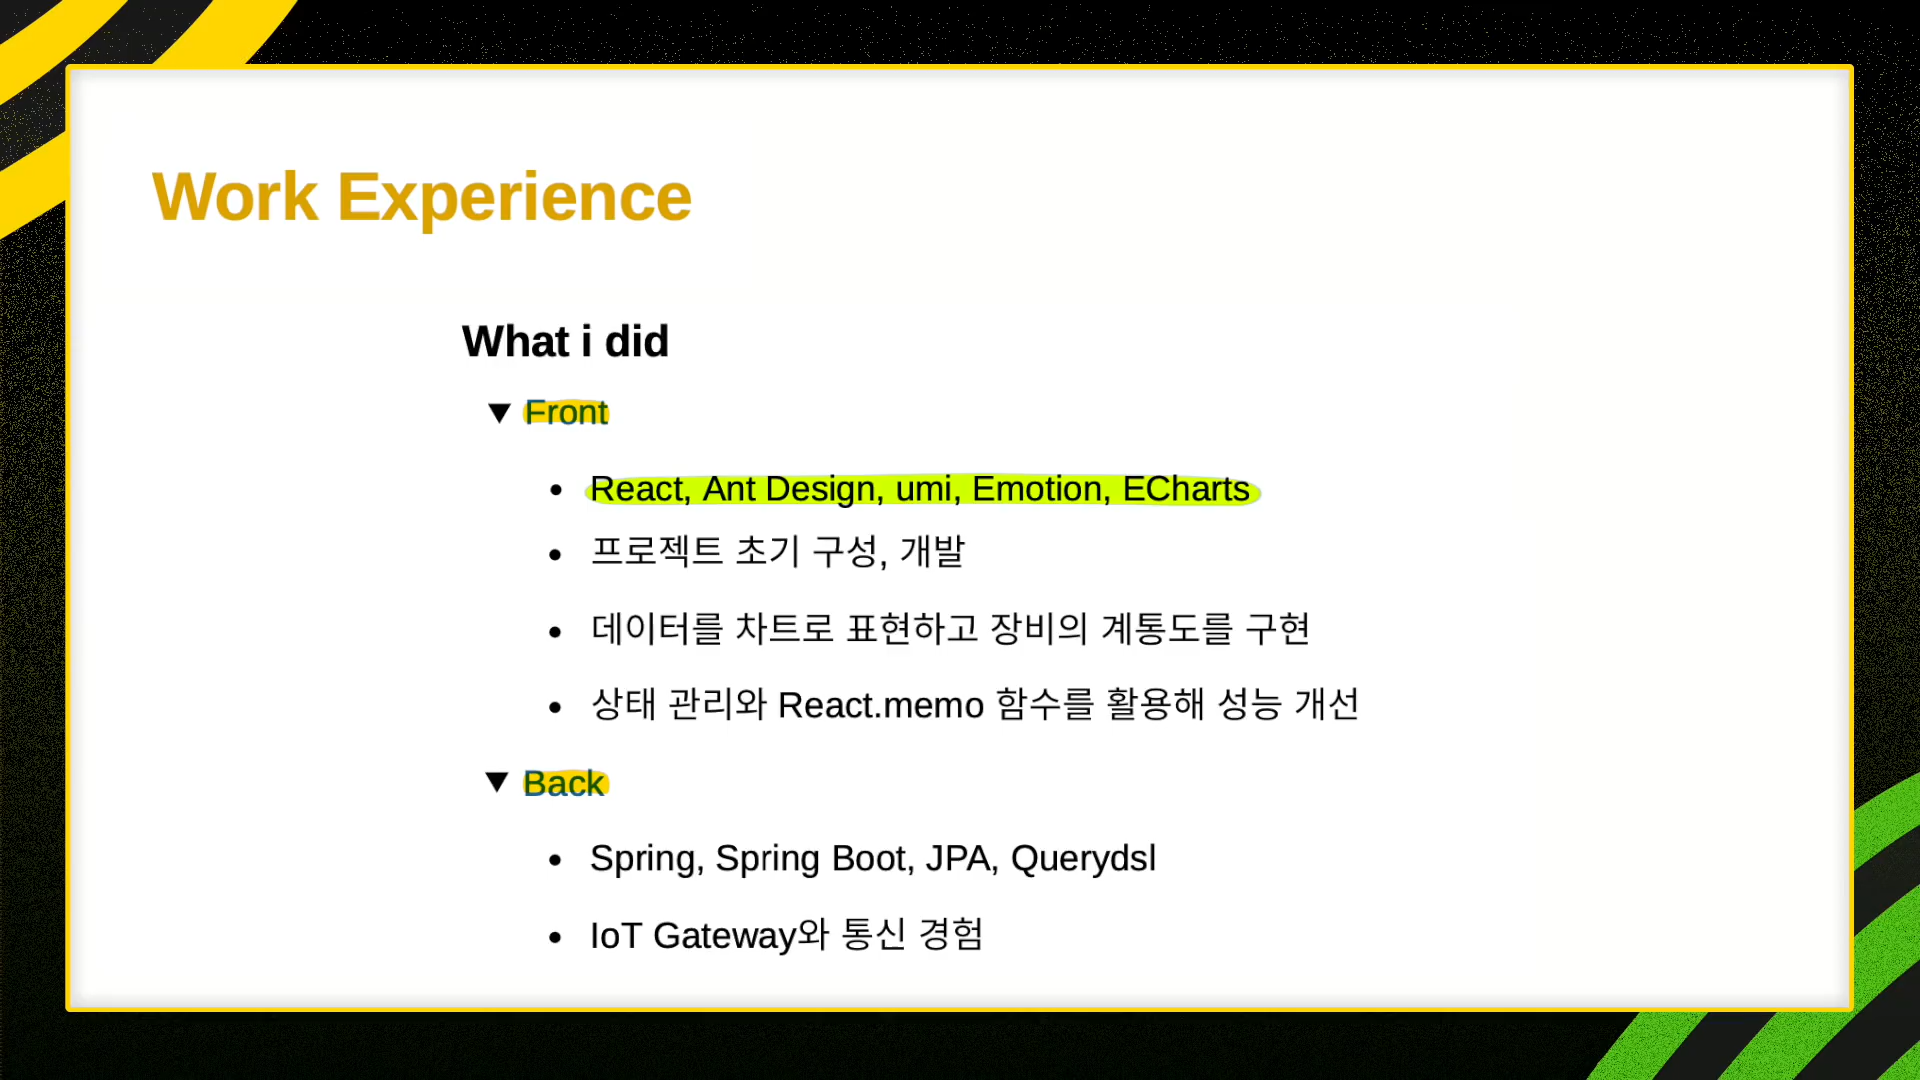 Work Experience
What i did
▼ Front
• React, Ant Design, umi, Emotion, ECharts
• 프로젝트 초기 구성, 개발
• 데이터를 차트로 표현하고 장비의 계통도를 구현
• 상태 관리와 React.memo 함수를 활용해 성능 개선
▼ Back
• Spring, Spring Boot, JPA, Querydsl
• IoT Gateway와 통신 경험